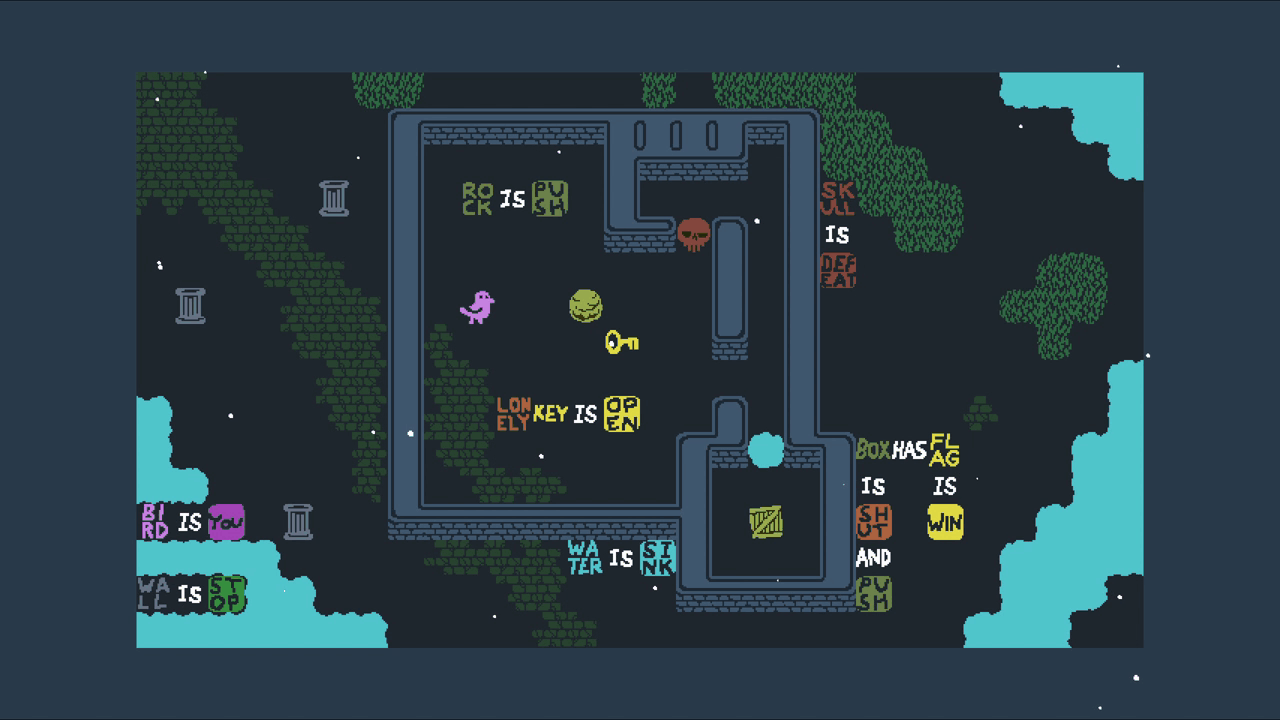 ROCK IS PUSH
SKULL
IS
DEFEAT
LONELY KEY IS OPEN
BOX HAS FLAG
IS IS
SHUT WIN
AND
PUSH
BIRD IS YOU
WATER IS SINK
WALL IS STOP